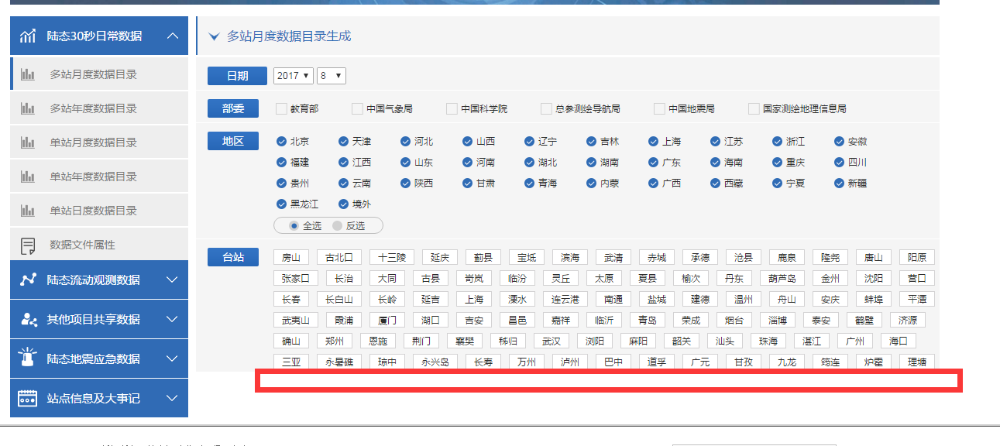 陆态30秒日常数据
多站月度数据目录
多站年度数据目录
单站月度数据目录
单站年度数据目录
单站日度数据目录
数据文件属性
陆态流动观测数据
其他项目共享数据
陆态地震应急数据
站点信息及大事记
多站月度数据目录生成
日期 2017 8
部委 教育部 中国气象局 中国科学院 总参测绘导航局 中国地震局 国家测绘地理信息局
地区 北京 天津 河北 山西 辽宁 吉林 上海 江苏 浙江 安徽
福建 江西 山东 河南 湖北 湖南 广东 海南 重庆 四川
贵州 云南 陕西 甘肃 青海 内蒙 广西 西藏 宁夏 新疆
黑龙江 境外
全选 反选
台站 房山 古北口 十三陵 延庆 蓟县 宝坻 滨海 武清 赤城 承德 沧县 鹿泉 隆尧 唐山 阳原
张家口 长治 大同 古县 岢岚 临汾 灵丘 太原 夏县 榆次 丹东 葫芦岛 金州 沈阳 营口
长春 长白山 长岭 延吉 上海 溧水 连云港 南通 盐城 建德 温州 舟山 安庆 蚌埠 平潭
武夷山 霞浦 厦门 湖口 吉安 昌邑 嘉祥 临沂 青岛 荣成 烟台 淄博 泰安 鹤壁 济源
确山 郑州 恩施 荆门 襄樊 秭归 武汉 浏阳 麻阳 韶关 汕头 珠海 湛江 广州 海口
三亚 永暑礁 琼中 永兴岛 长寿 万州 泸州 巴中 道孚 广元 甘孜 九龙 筠连 炉霍 理塘